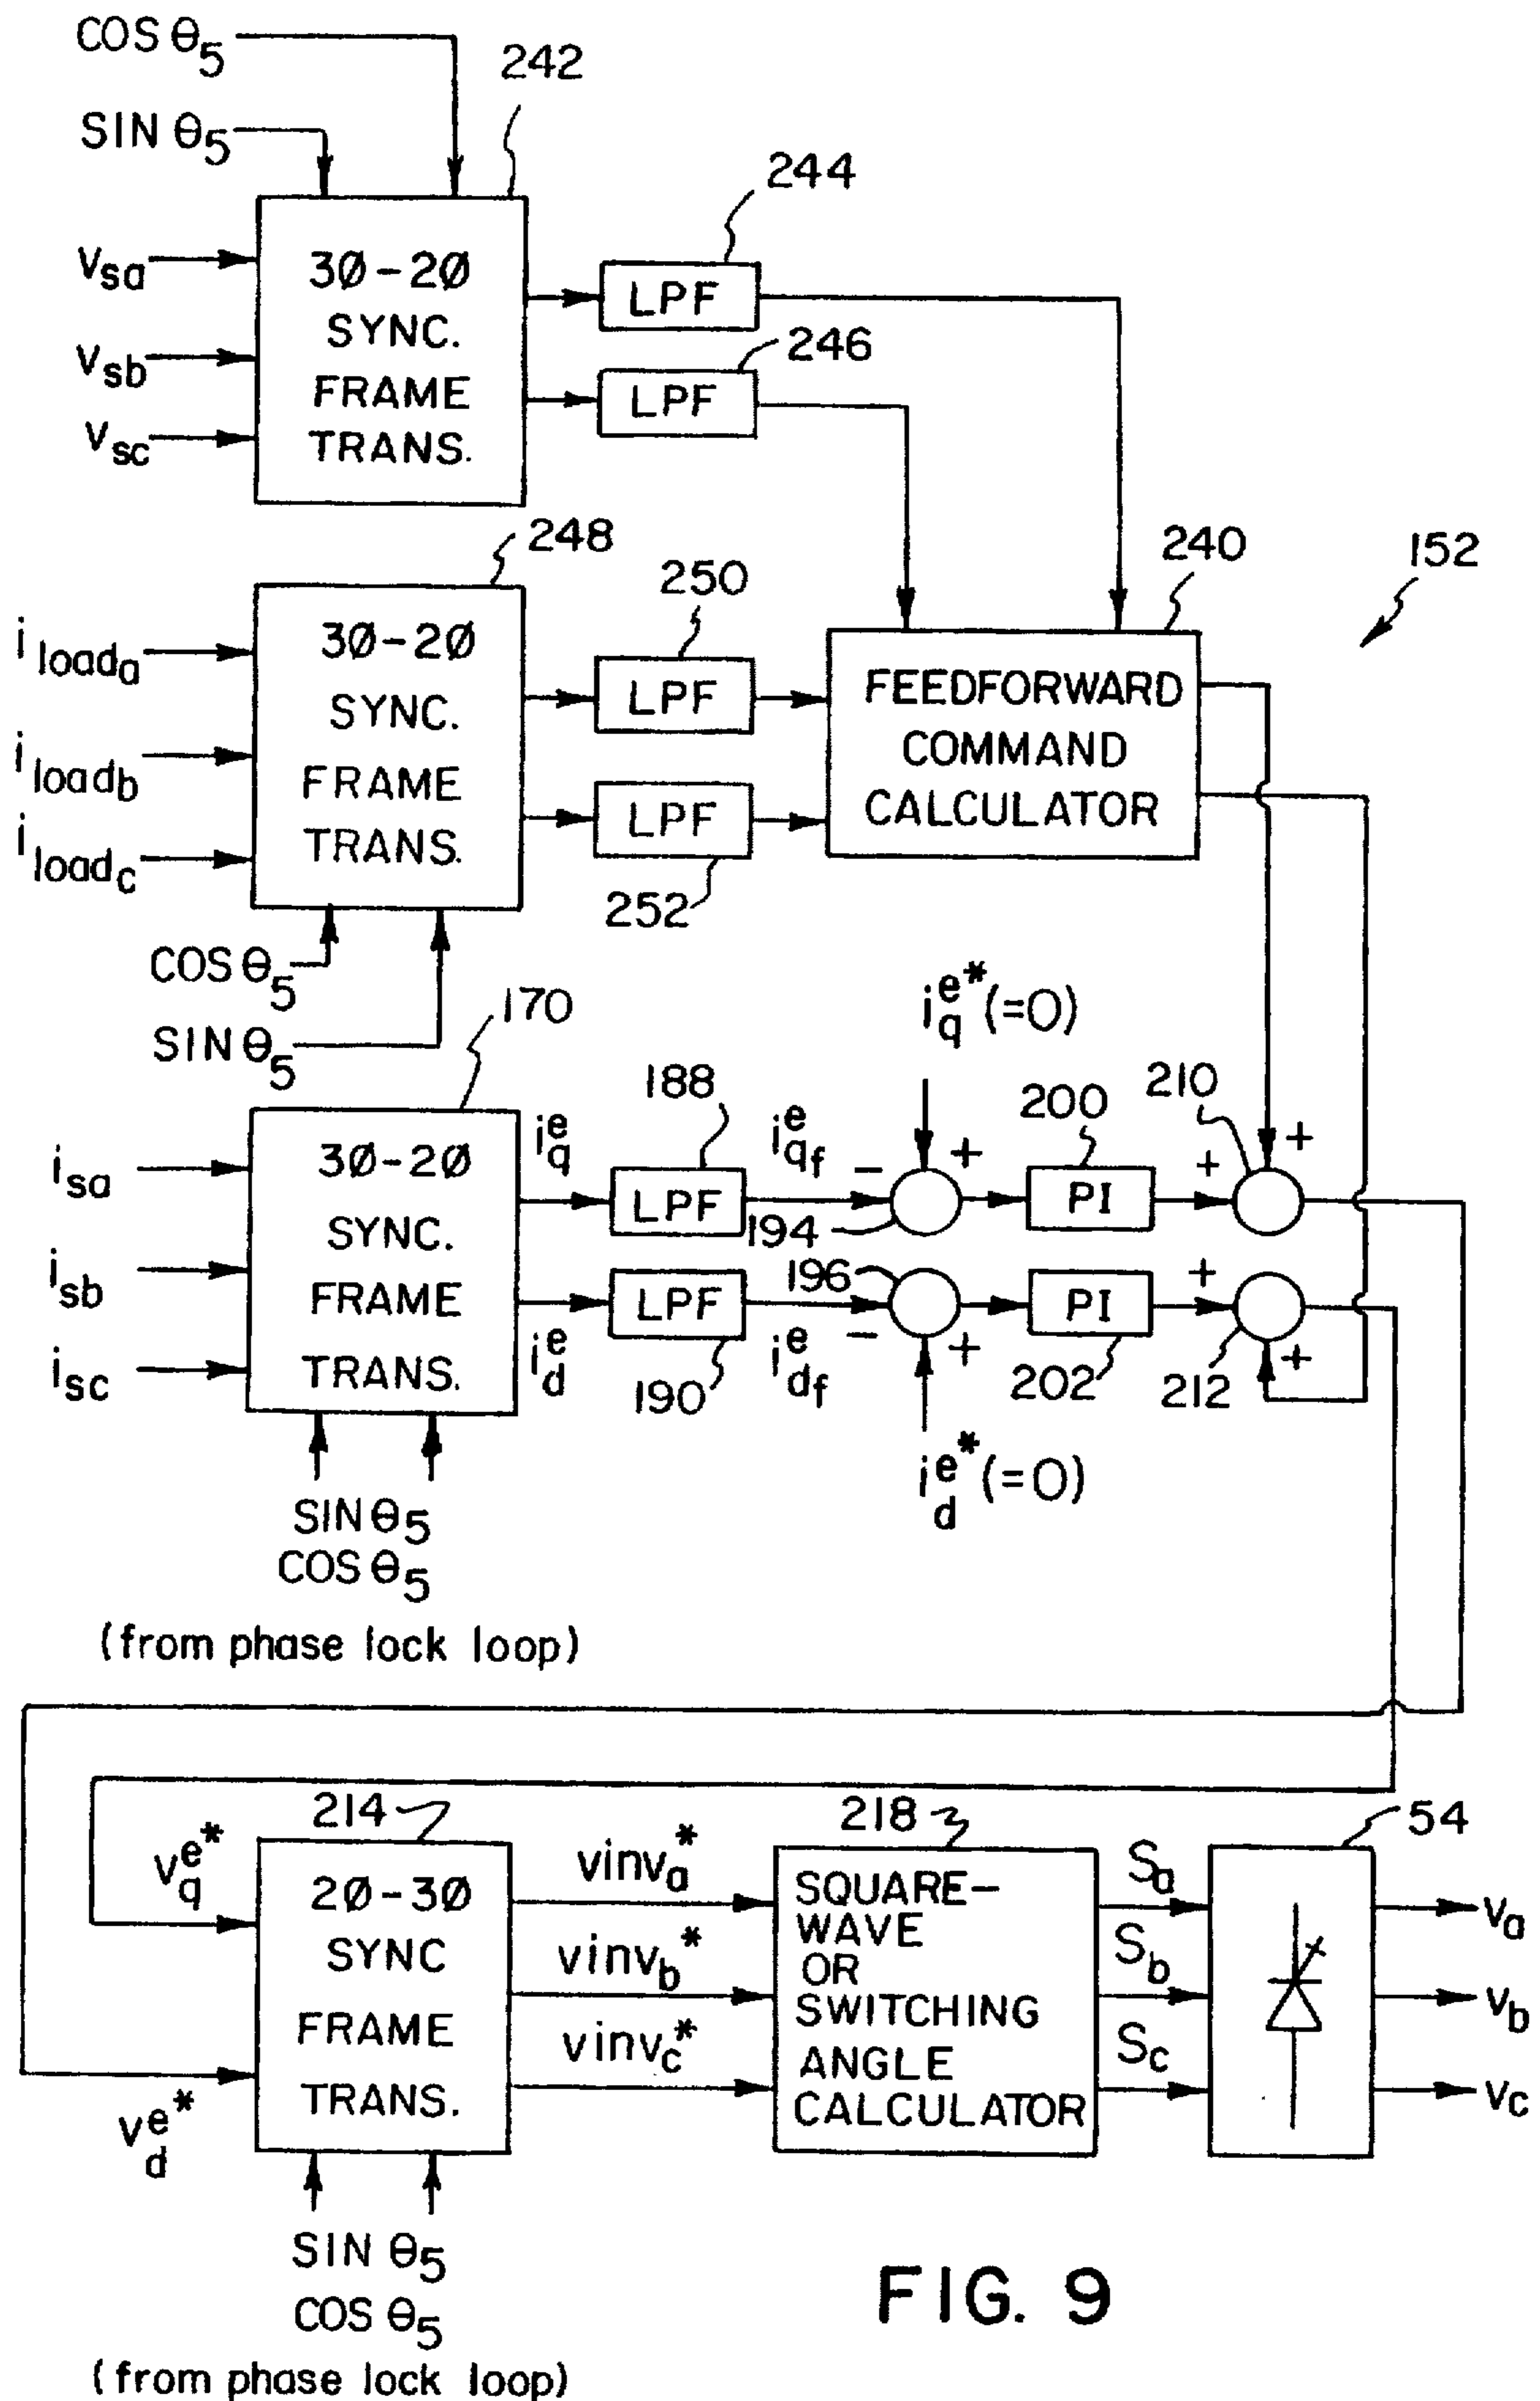 COS θ5
242
SIN θ5
244
vsa
3Ø-2Ø
SYNC.
FRAME
TRANS.
LPF
246
vsb
LPF
vsc
248
240
152
250
i loada
3Ø-2Ø
SYNC.
FRAME
TRANS.
LPF
FEEDFORWARD
COMMAND
CALCULATOR
i loadb
LPF
i loadc
252
COS θ5
SIN θ5
170
iqe* (=0)
188
200
210
isa
3Ø-2Ø
SYNC.
FRAME
TRANS.
iqe
LPF
iqfe
−
+
PI
+
+
194
isb
196
ide
LPF
idfe
−
+
PI
+
+
isc
190
202
212
ide* (=0)
SIN θ5
COS θ5
(from phase lock loop)
214
218
54
vqe*
2Ø-3Ø
SYNC
FRAME
TRANS.
vinva*
SQUARE-
WAVE
OR
SWITCHING
ANGLE
CALCULATOR
Sa
va
vinvb*
Sb
vb
vinvc*
Sc
vc
vde*
SIN θ5
COS θ5
(from phase lock loop)
FIG. 9